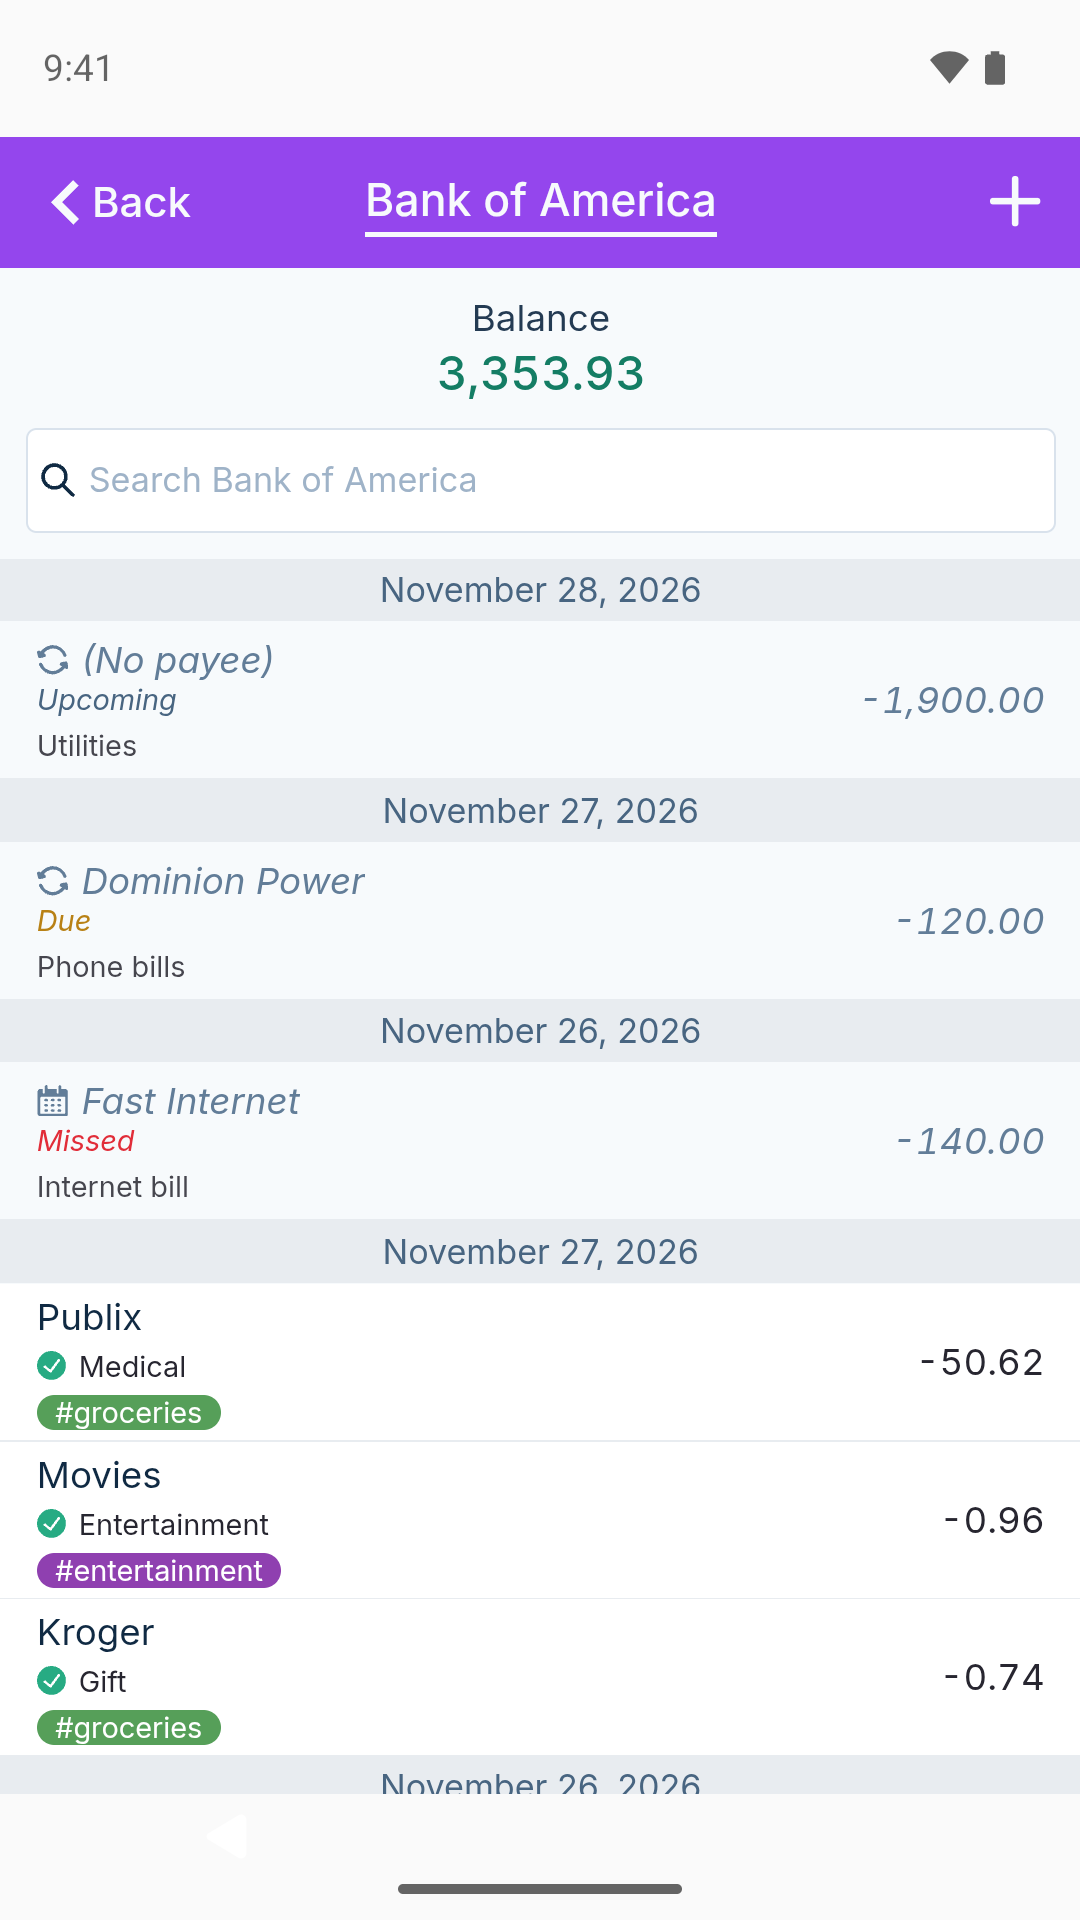 9:41
Back
Bank of America
Balance
3,353.93
Search Bank of America
November 28, 2026
(No payee)
Upcoming
-1,900.00
Utilities
November 27, 2026
Dominion Power
Due
-120.00
Phone bills
November 26, 2026
Fast Internet
Missed
-140.00
Internet bill
November 27, 2026
Publix
Medical
-50.62
#groceries
Movies
Entertainment
-0.96
#entertainment
Kroger
Gift
-0.74
#groceries
November 26, 2026